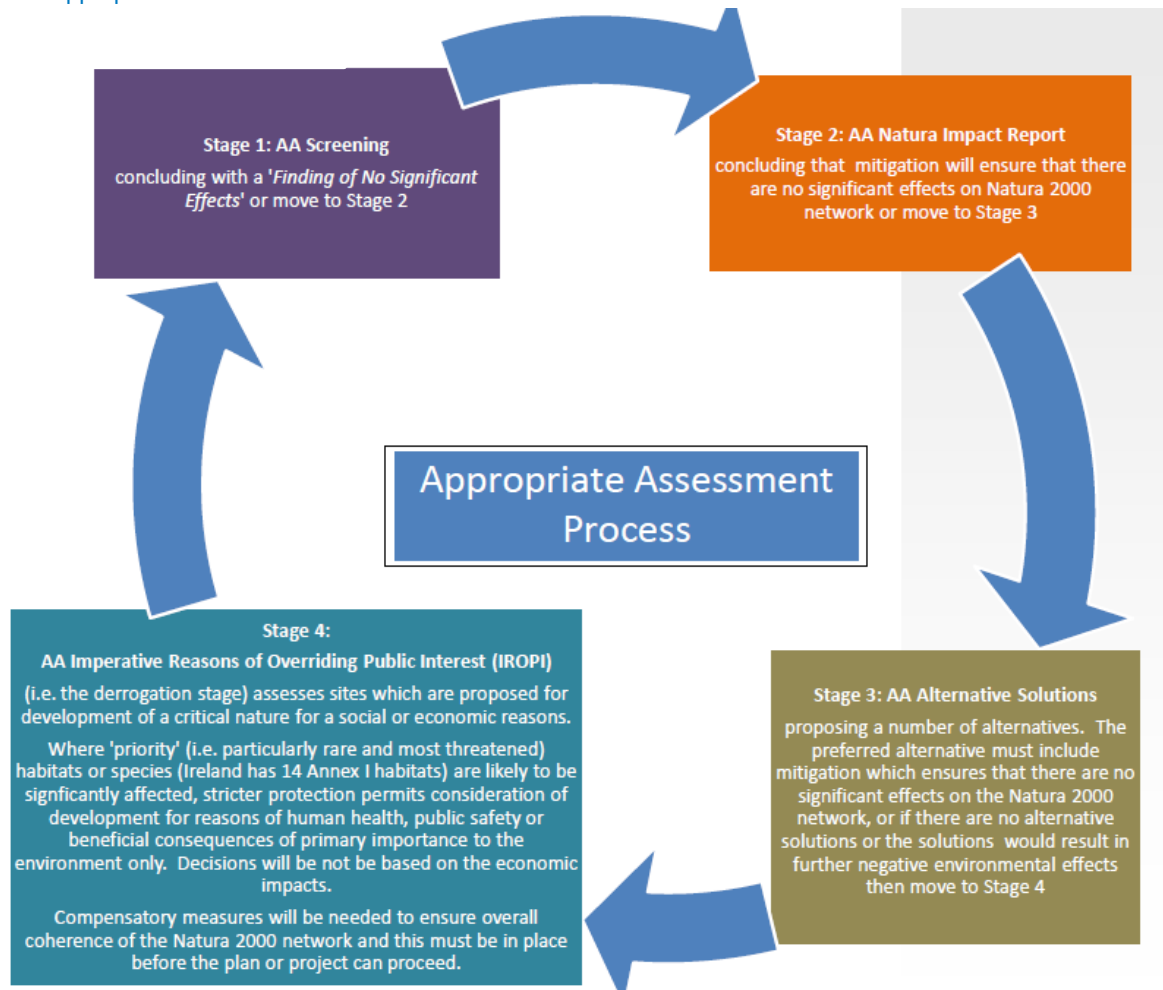 Stage 1: AA Screening
concluding with a 'Finding of No Significant
Effects' or move to Stage 2
Stage 2: AA Natura Impact Report
concluding that mitigation will ensure that there
are no significant effects on Natura 2000
network or move to Stage 3
Appropriate Assessment
Process
Stage 3: AA Alternative Solutions
proposing a number of alternatives. The
preferred alternative must include
mitigation which ensures that there are no
significant effects on the Natura 2000
network, or if there are no alternative
solutions or the solutions would result in
further negative environmental effects
then move to Stage 4
Stage 4:
AA Imperative Reasons of Overriding Public Interest (IROPI)
(i.e. the derrogation stage) assesses sites which are proposed for
development of a critical nature for a social or economic reasons.
Where 'priority' (i.e. particularly rare and most threatened)
habitats or species (Ireland has 14 Annex I habitats) are likely to be
signficantly affected, stricter protection permits consideration of
development for reasons of human health, public safety or
beneficial consequences of primary importance to the
environment only. Decisions will be not be based on the economic
impacts.
Compensatory measures will be needed to ensure overall
coherence of the Natura 2000 network and this must be in place
before the plan or project can proceed.